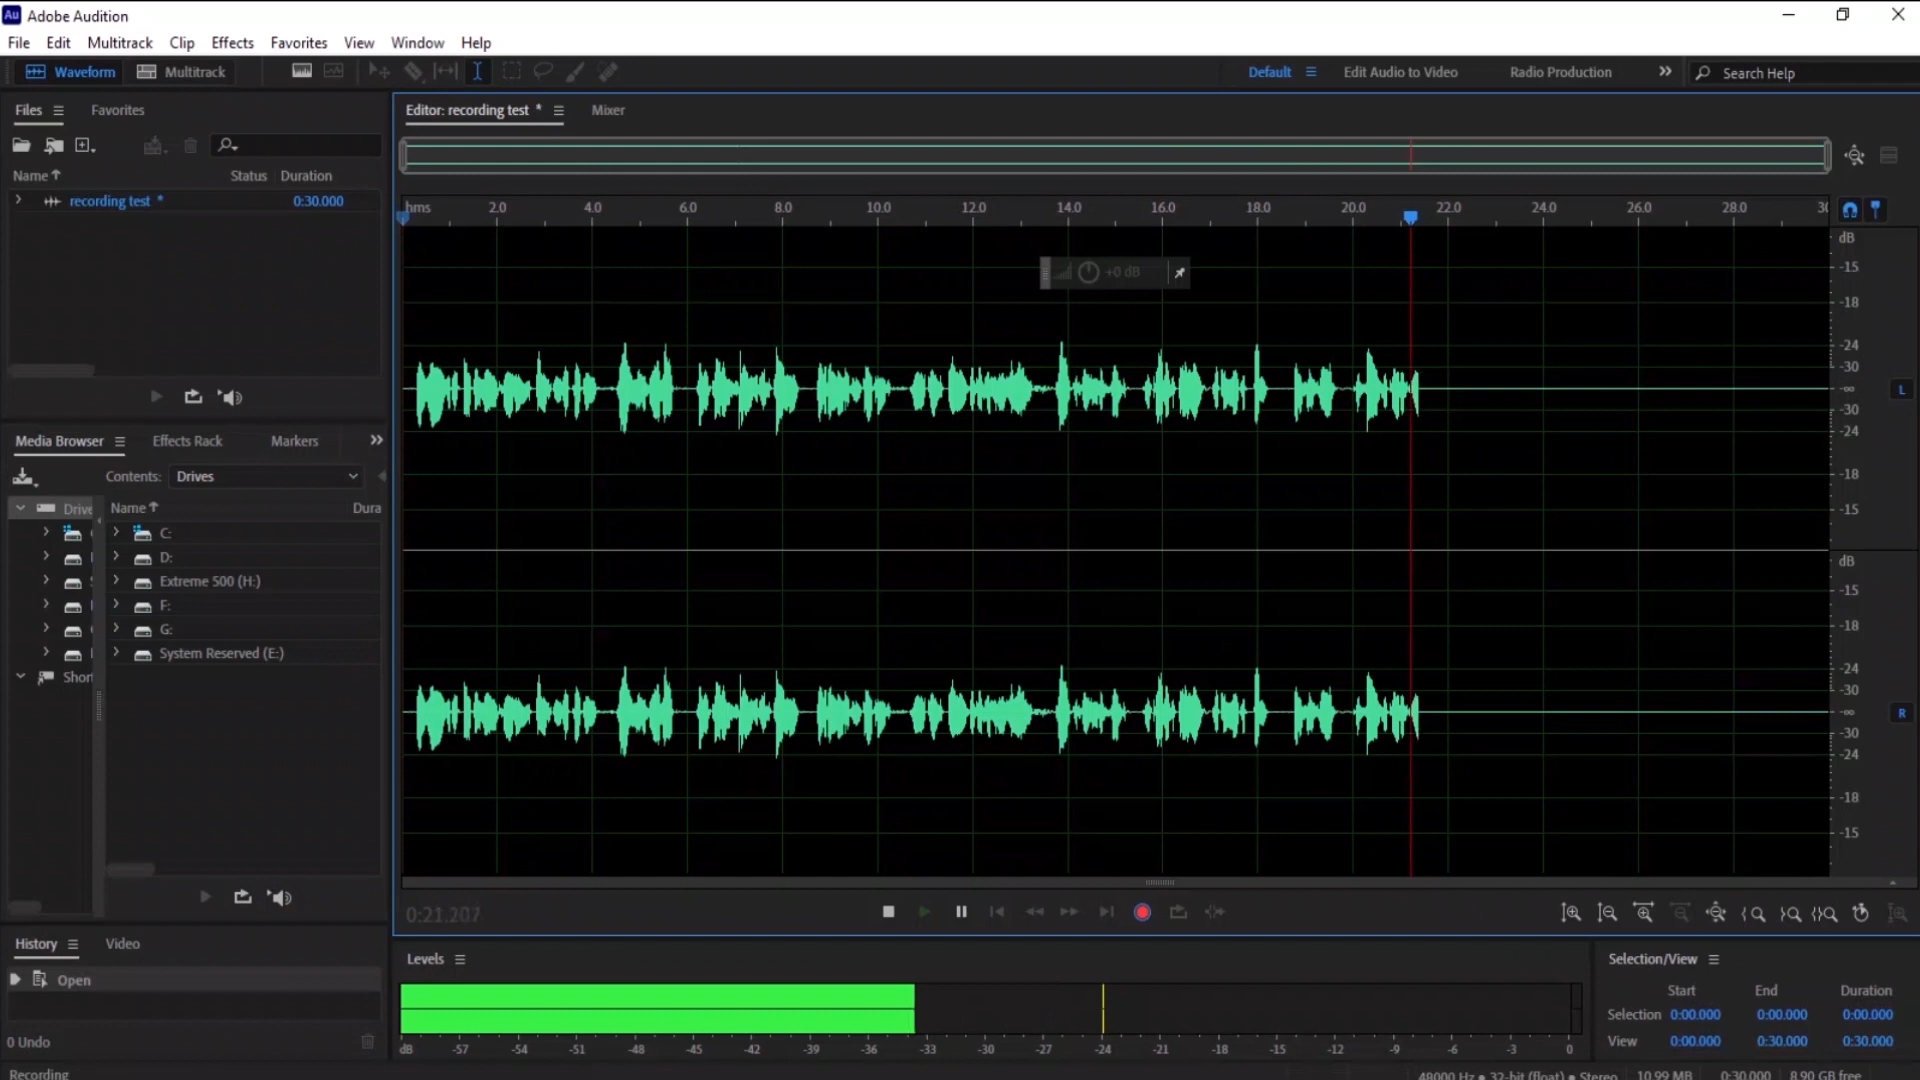 Au Adobe Audition
File Edit Multitrack Clip Effects Favorites View Window Help
Waveform Multitrack Default Edit Audio to Video Radio Production Search Help
Files Favorites
Name Status Duration
recording test * 0:30.000
Media Browser Effects Rack Markers
Contents: Drives
Drive Name Dura
C:
D:
Extreme 500 (H:)
F:
G:
System Reserved (E:)
Shor
History Video
Open
0 Undo
Recording
Editor: recording test * Mixer
hms 2.0 4.0 6.0 8.0 10.0 12.0 14.0 16.0 18.0 20.0 22.0 24.0 26.0 28.0 30
+0 dB
dB
-15
-18
-24
-30
-∞
L
-30
-24
-18
-15
dB
-15
-18
-24
-30
-∞
R
-30
-24
-18
-15
0:21.207
Levels
dB -57 -54 -51 -48 -45 -42 -39 -36 -33 -30 -27 -24 -21 -18 -15 -12 -9 -6 -3 0
Selection/View
Start End Duration
Selection 0:00.000 0:00.000 0:00.000
View 0:00.000 0:30.000 0:30.000
48000 Hz • 32-bit (float) • Stereo 10.99 MB 0:30.000 8.90 GB free